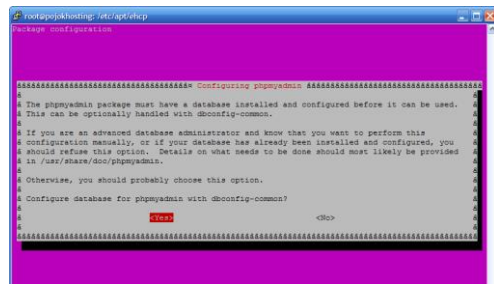 root@pojokhosting: /etc/apt/ehcp
Package configuration
Configuring phpmyadmin
The phpmyadmin package must have a database installed and configured before it can be used.
This can be optionally handled with dbconfig-common.
If you are an advanced database administrator and know that you want to perform this
configuration manually, or if your database has already been installed and configured, you
should refuse this option. Details on what needs to be done should most likely be provided
in /usr/share/doc/phpmyadmin.
Otherwise, you should probably choose this option.
Configure database for phpmyadmin with dbconfig-common?
<Yes> <No>